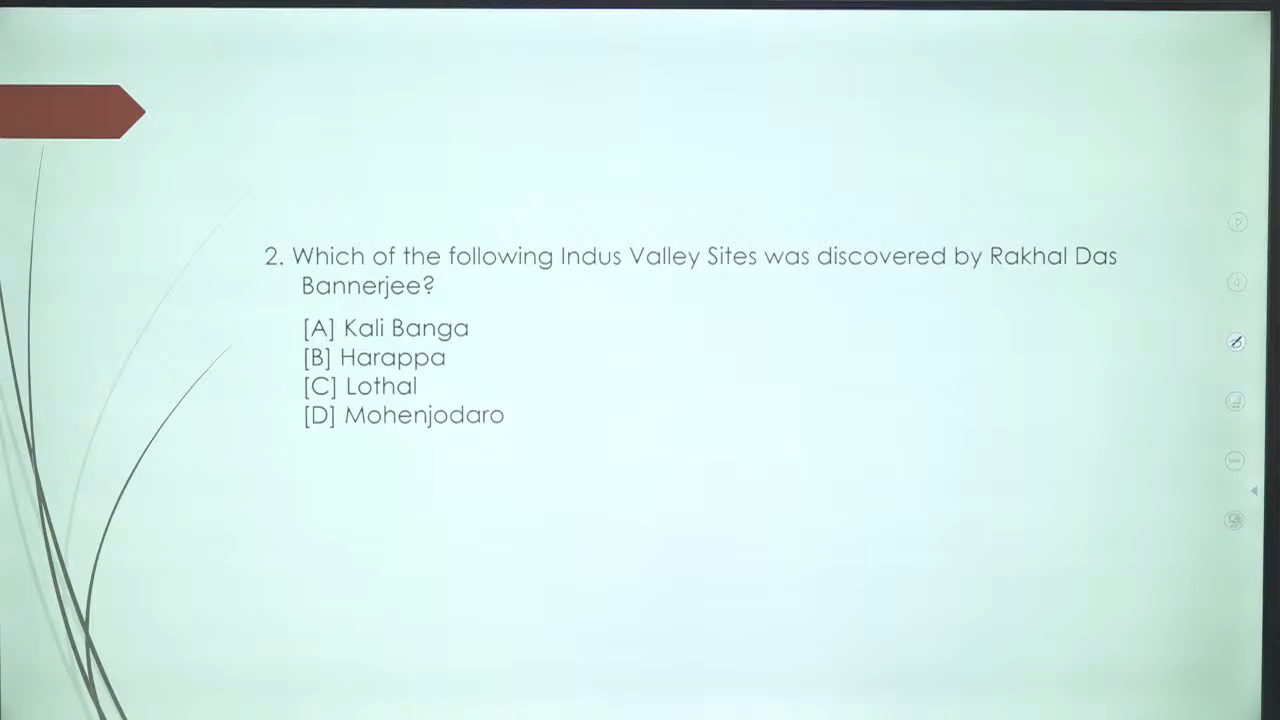 2. Which of the following Indus Valley Sites was discovered by Rakhal Das
Bannerjee?
[A] Kali Banga
[B] Harappa
[C] Lothal
[D] Mohenjodaro